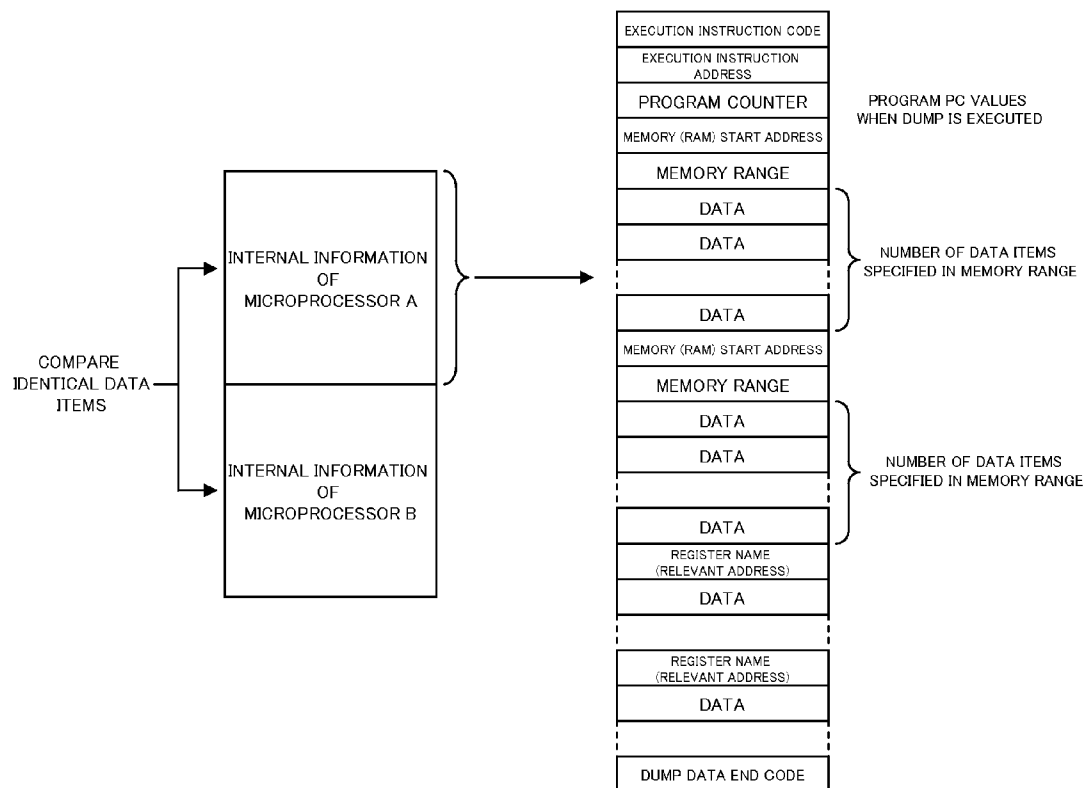 COMPARE
IDENTICAL DATA
ITEMS
INTERNAL INFORMATION
OF
MICROPROCESSOR A
INTERNAL INFORMATION
OF
MICROPROCESSOR B
EXECUTION INSTRUCTION CODE
EXECUTION INSTRUCTION
ADDRESS
PROGRAM COUNTER
MEMORY (RAM) START ADDRESS
MEMORY RANGE
DATA
DATA
DATA
MEMORY (RAM) START ADDRESS
MEMORY RANGE
DATA
DATA
DATA
REGISTER NAME
(RELEVANT ADDRESS)
DATA
REGISTER NAME
(RELEVANT ADDRESS)
DATA
DUMP DATA END CODE
PROGRAM PC VALUES
WHEN DUMP IS EXECUTED
NUMBER OF DATA ITEMS
SPECIFIED IN MEMORY RANGE
NUMBER OF DATA ITEMS
SPECIFIED IN MEMORY RANGE